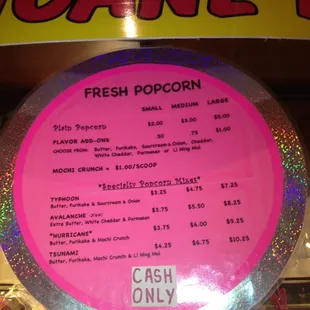 FRESH POPCORN
SMALL MEDIUM LARGE
Plain Popcorn $2.00 $3.00 $5.00
FLAVOR ADD-ONS .50 .75 $1.00
CHOOSE FROM: Butter, Furikake, Sourcream & Onion, Cheddar,
White Cheddar, Parmesan or Li Hing Mui
MOCHI CRUNCH = $1.00/SCOOP
*Specialty Popcorn Mixes*
TYPHOON $3.25 $4.75 $7.25
Butter, Furikake & Sourcream & Onion
AVALANCHE $3.75 $5.50 $8.25
Extra Butter, White Cheddar & Parmesan
"HURRICANE" $3.75 $6.00 $9.25
Butter, Furikake & Mochi Crunch
TSUNAMI $4.25 $6.75 $10.25
Butter, Furikake, Mochi Crunch & Li Hing Mui
CASH
ONLY